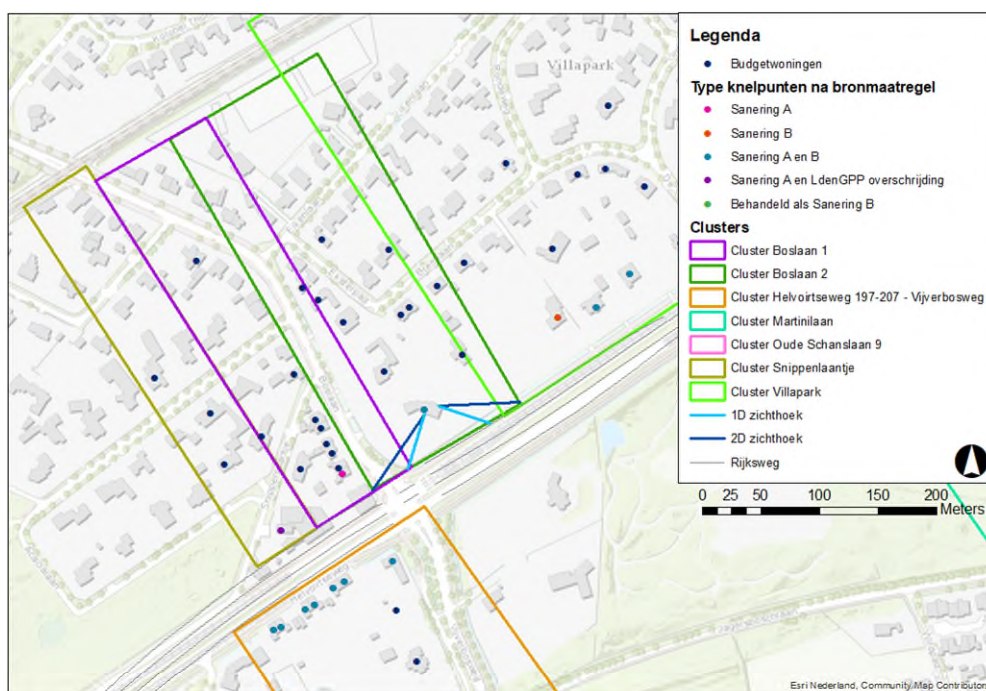 Villapark
Legenda
Budgetwoningen
Type knelpunten na bronmaatregel
Sanering A
Sanering B
Sanering A en B
Sanering A en LdenGPP overschrijding
Behandeld als Sanering B
Clusters
Cluster Boslaan 1
Cluster Boslaan 2
Cluster Helvoirtseweg 197-207 - Vijverbosweg
Cluster Martinilaan
Cluster Oude Schanslaan 9
Cluster Snippenlaantje
Cluster Villapark
1D zichthoek
2D zichthoek
Rijksweg
0 25 50 100 150 200
Meters
Esri Nederland, Community Map Contributors